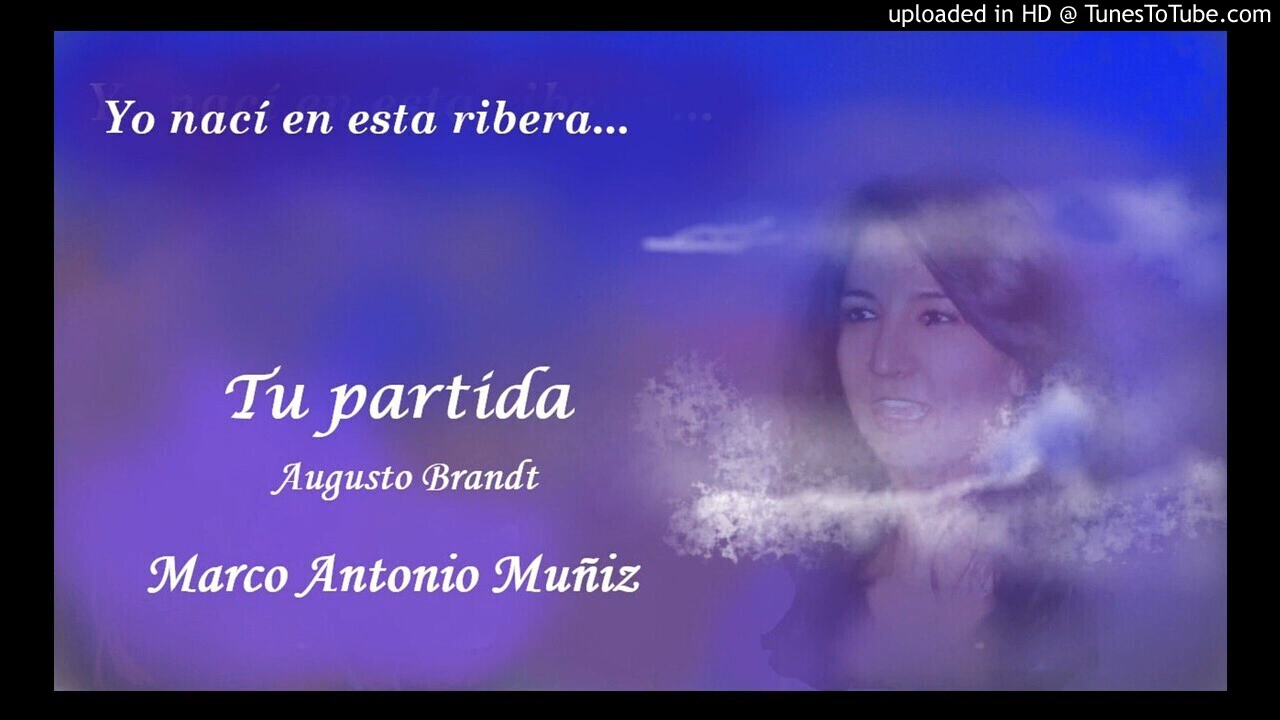 uploaded in HD @ TunesToTube.com
Yo nací en esta ribera...
Tu partida
Augusto Brandt
Marco Antonio Muñiz